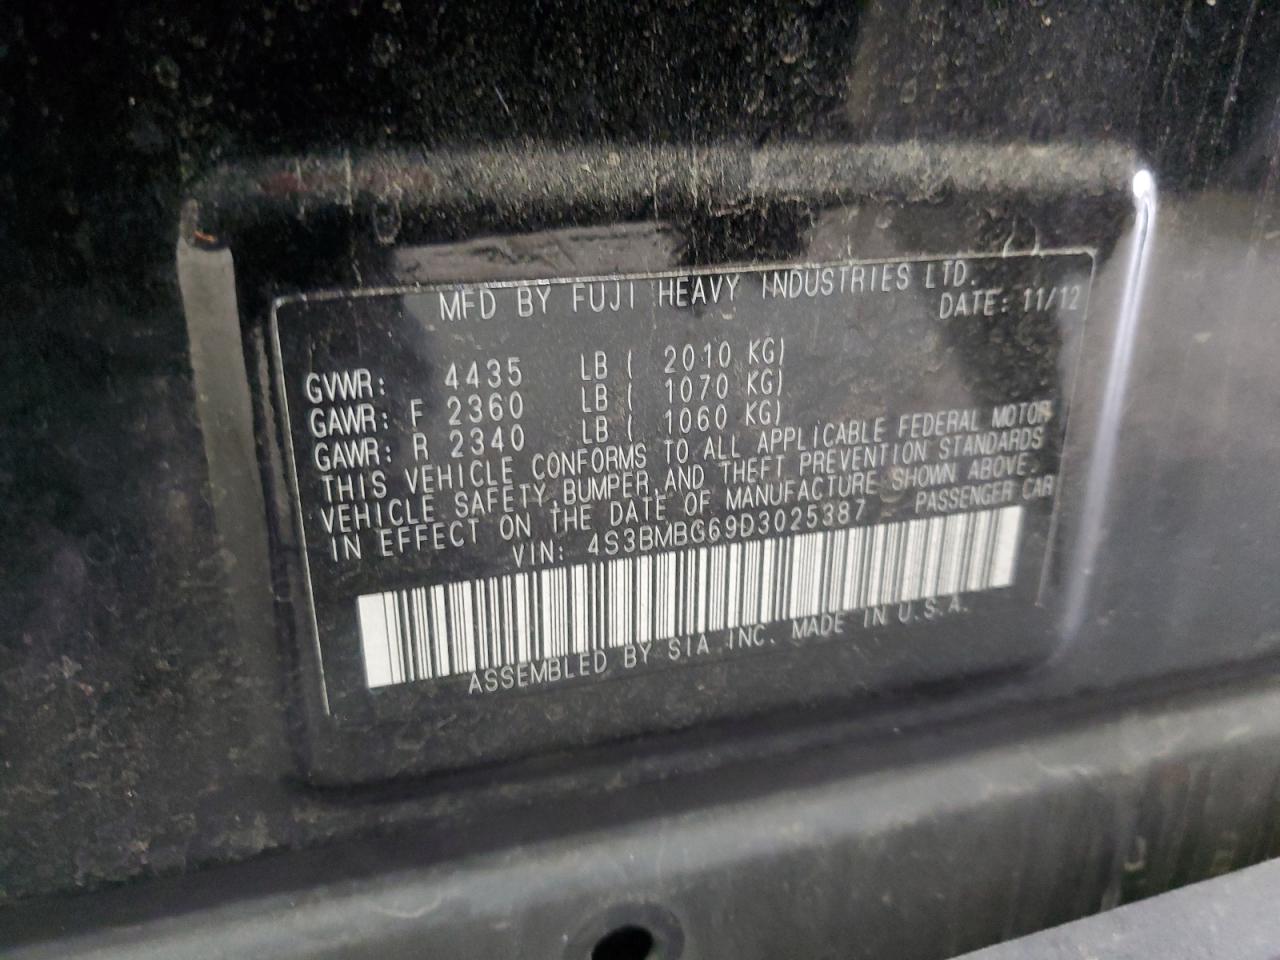 MFD BY FUJI HEAVY INDUSTRIES LTD.
DATE: 11/12
GVWR: 4435 LB ( 2010 KG)
GAWR: F 2360 LB ( 1070 KG)
GAWR: R 2340 LB ( 1060 KG)
THIS VEHICLE CONFORMS TO ALL APPLICABLE FEDERAL MOTOR
VEHICLE SAFETY, BUMPER, AND THEFT PREVENTION STANDARDS
IN EFFECT ON THE DATE OF MANUFACTURE SHOWN ABOVE.
VIN: 4S3BMBG69D3025387 PASSENGER CAR
ASSEMBLED BY SIA INC. MADE IN U.S.A.